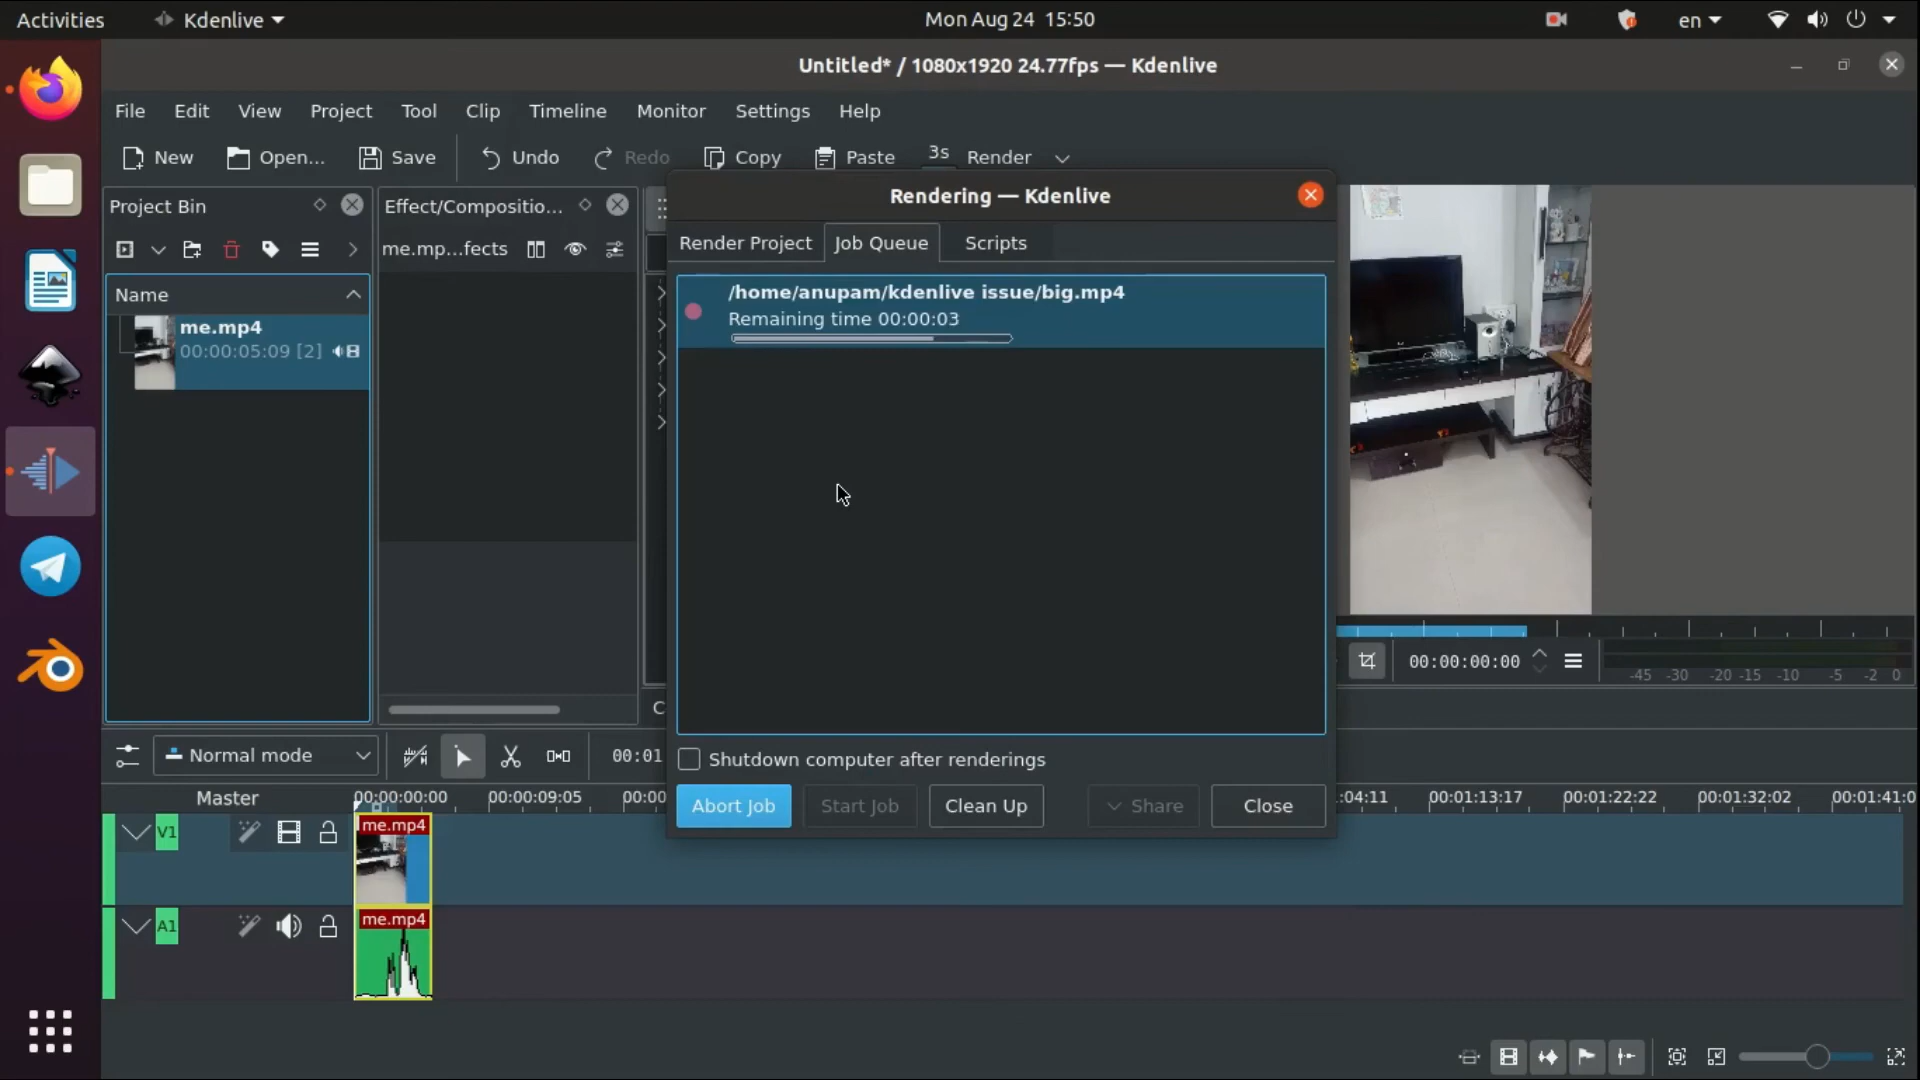 Activities
Kdenlive
Mon Aug 24 15:50
en
Untitled* / 1080x1920 24.77fps — Kdenlive
File Edit View Project Tool Clip Timeline Monitor Settings Help
New Open... Save Undo Redo Copy Paste 3s Render
Project Bin
Effect/Compositio...
Rendering — Kdenlive
me.mp...fects
Render Project Job Queue Scripts
Name
me.mp4
00:00:05:09 [2]
/home/anupam/kdenlive issue/big.mp4
Remaining time 00:00:03
00:00:00:00
-45 -30 -20 -15 -10 -5 -2 0
C
Normal mode
00:01
Shutdown computer after renderings
Abort Job Start Job Clean Up Share Close
Master
00:00:00:00 00:00:09:05 00:00 :04:11 00:01:13:17 00:01:22:22 00:01:32:02 00:01:41:0
V1
me.mp4
A1
me.mp4